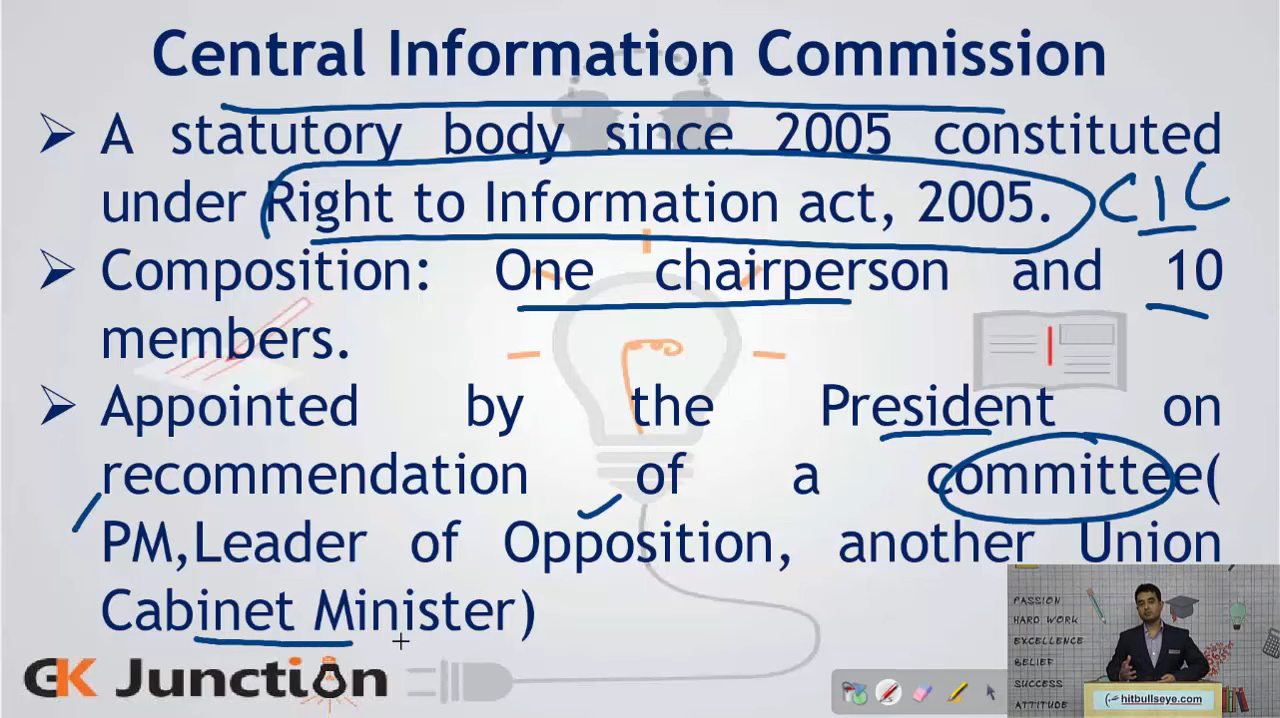 Central Information Commission
➢ A statutory body since 2005 constituted
under Right to Information act, 2005.
CIC
➢ Composition: One chairperson and 10
members.
➢ Appointed by the President on
recommendation of a committee(
PM,Leader of Opposition, another Union
Cabinet Minister)
GK Junction
PASSION
HARD WORK
EXCELLENCE
BELIEF
SUCCESS
ATTITUDE
hitbullseye.com